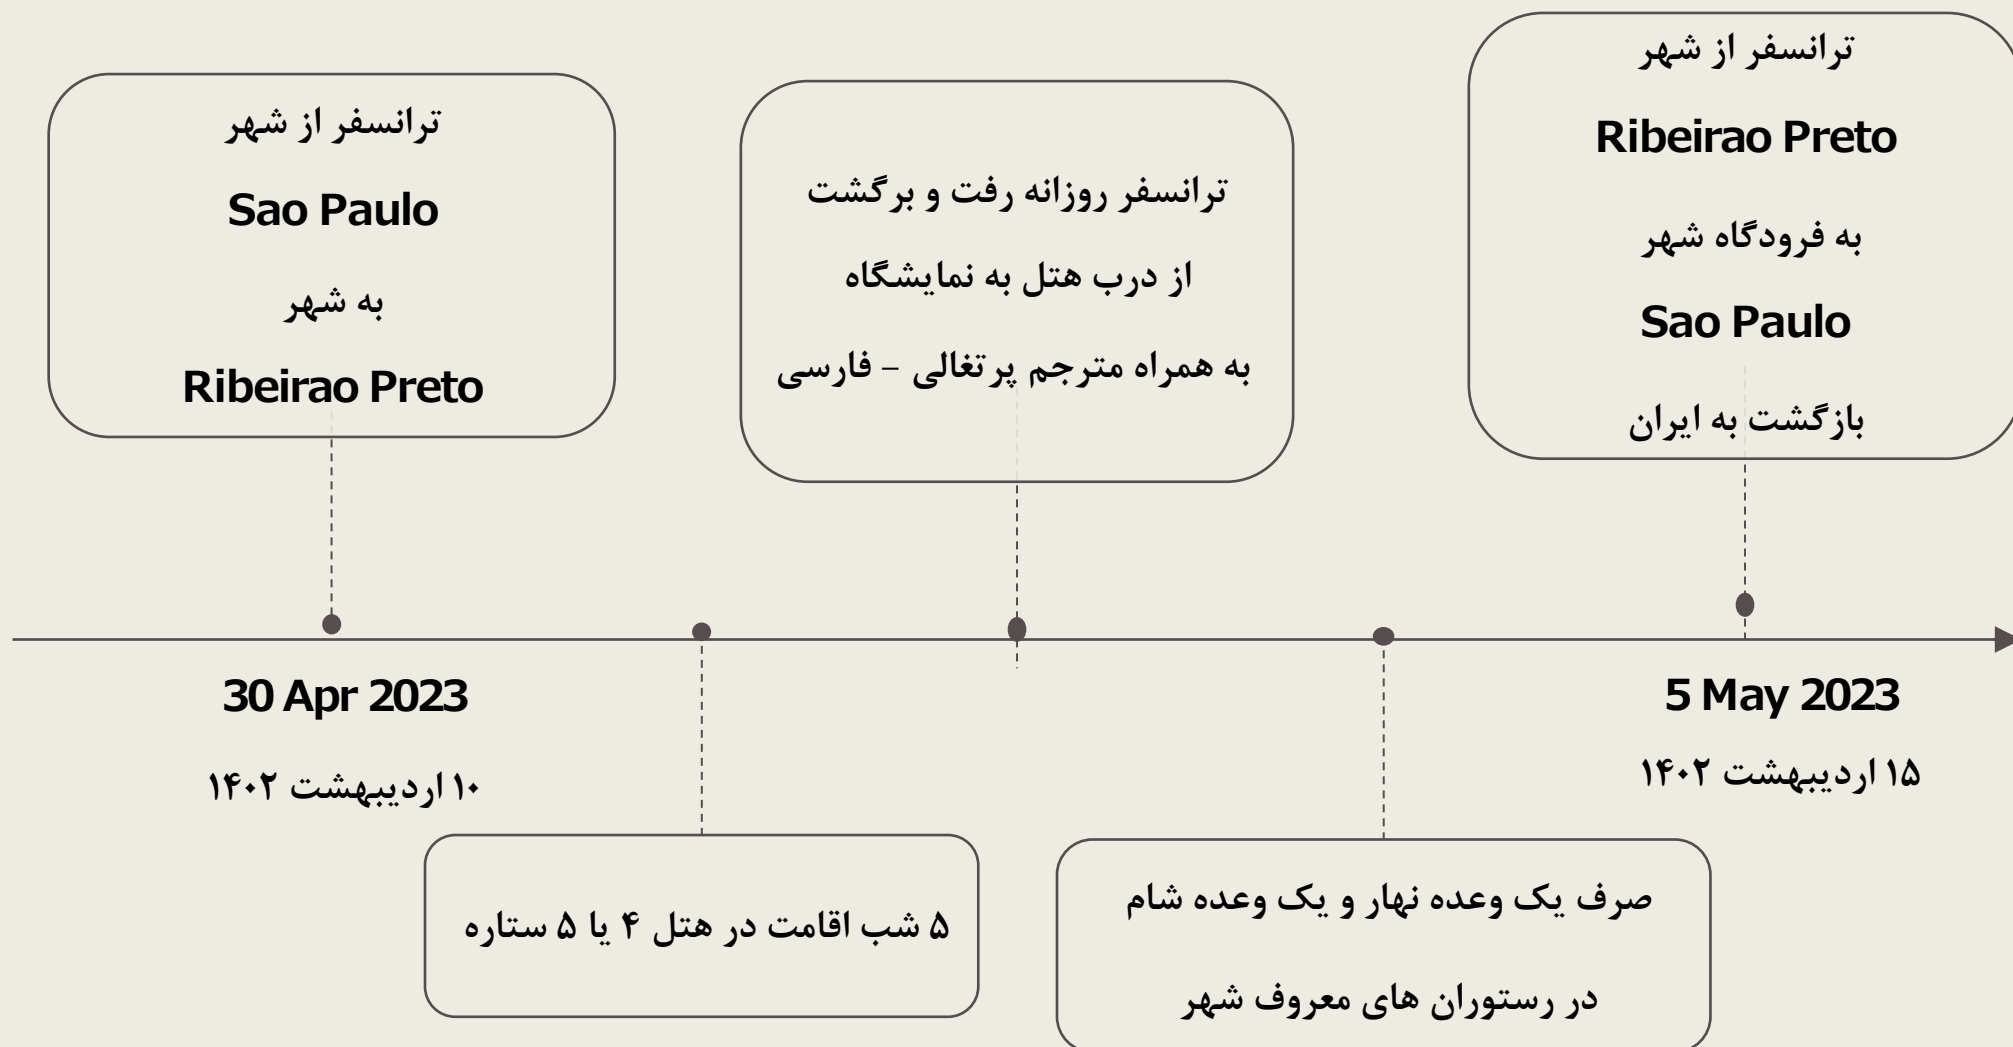 ترانسفر از شهر
Sao Paulo
به شهر
Ribeirao Preto
ترانسفر روزانه رفت و برگشت
از درب هتل به نمایشگاه
به همراه مترجم پرتغالی - فارسی
ترانسفر از شهر
Ribeirao Preto
به فرودگاه شهر
Sao Paulo
بازگشت به ایران
30 Apr 2023
۱۰ اردیبهشت ۱۴۰۲
5 May 2023
۱۵ اردیبهشت ۱۴۰۲
۵ شب اقامت در هتل ۴ یا ۵ ستاره
صرف یک وعده نهار و یک وعده شام
در رستوران های معروف شهر